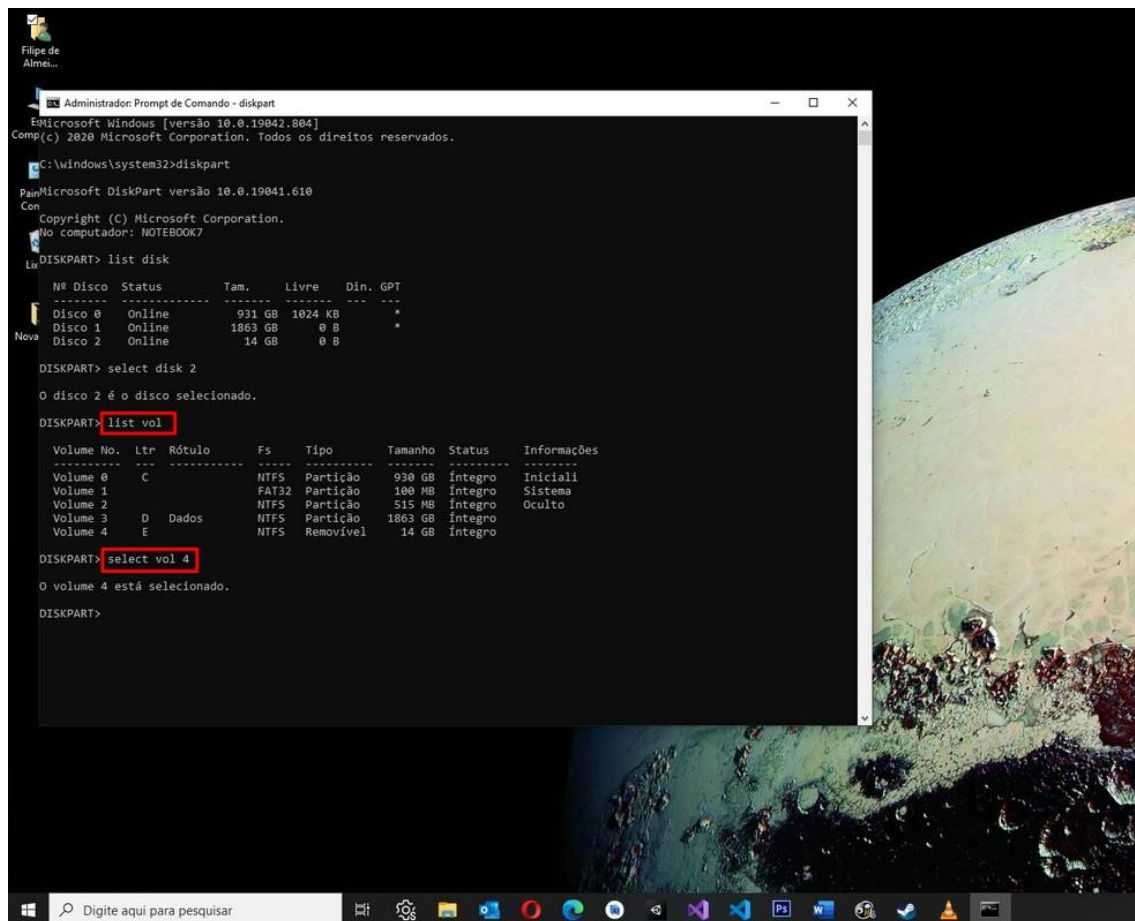 Filipe de
Almei...
Administrador: Prompt de Comando - diskpart
Microsoft Windows [versão 10.0.19042.804]
(c) 2020 Microsoft Corporation. Todos os direitos reservados.
C:\windows\system32>diskpart
Microsoft DiskPart versão 10.0.19041.610
Copyright (C) Microsoft Corporation.
No computador: NOTEBOOK7
DISKPART> list disk
Nº Disco Status Tam. Livre Din. GPT
-------- ------------- ------- ------- --- ---
Disco 0 Online 931 GB 1024 KB *
Disco 1 Online 1863 GB 0 B *
Disco 2 Online 14 GB 0 B
DISKPART> select disk 2
O disco 2 é o disco selecionado.
DISKPART> list vol
Volume No. Ltr Rótulo Fs Tipo Tamanho Status Informações
---------- --- ----------- ----- ---------- ------- --------- --------
Volume 0 C NTFS Partição 930 GB Íntegro Iniciali
Volume 1 FAT32 Partição 100 MB Íntegro Sistema
Volume 2 NTFS Partição 515 MB Íntegro Oculto
Volume 3 D Dados NTFS Partição 1863 GB Íntegro
Volume 4 E NTFS Removível 14 GB Íntegro
DISKPART> select vol 4
O volume 4 está selecionado.
DISKPART>
Digite aqui para pesquisar
Ps